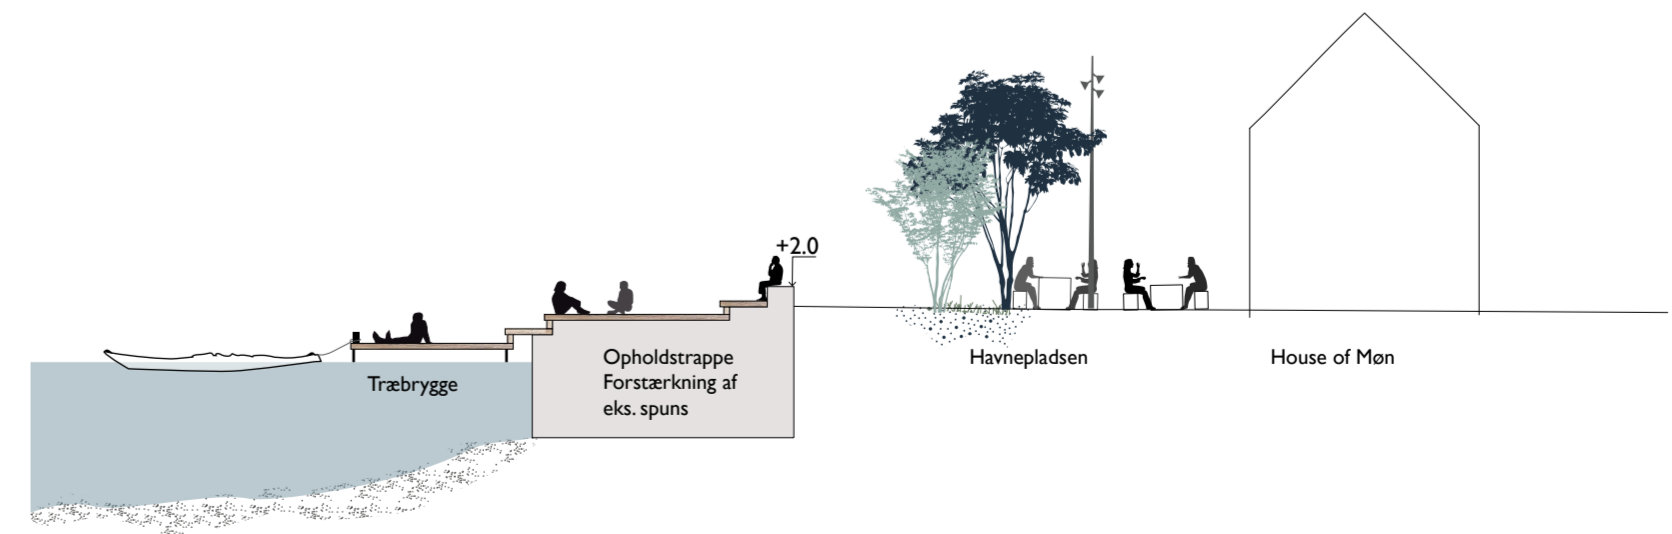 +2.0
Træbrygge
Opholdstrappe
Forstærkning af
eks. spuns
Havnepladsen
House of Møn